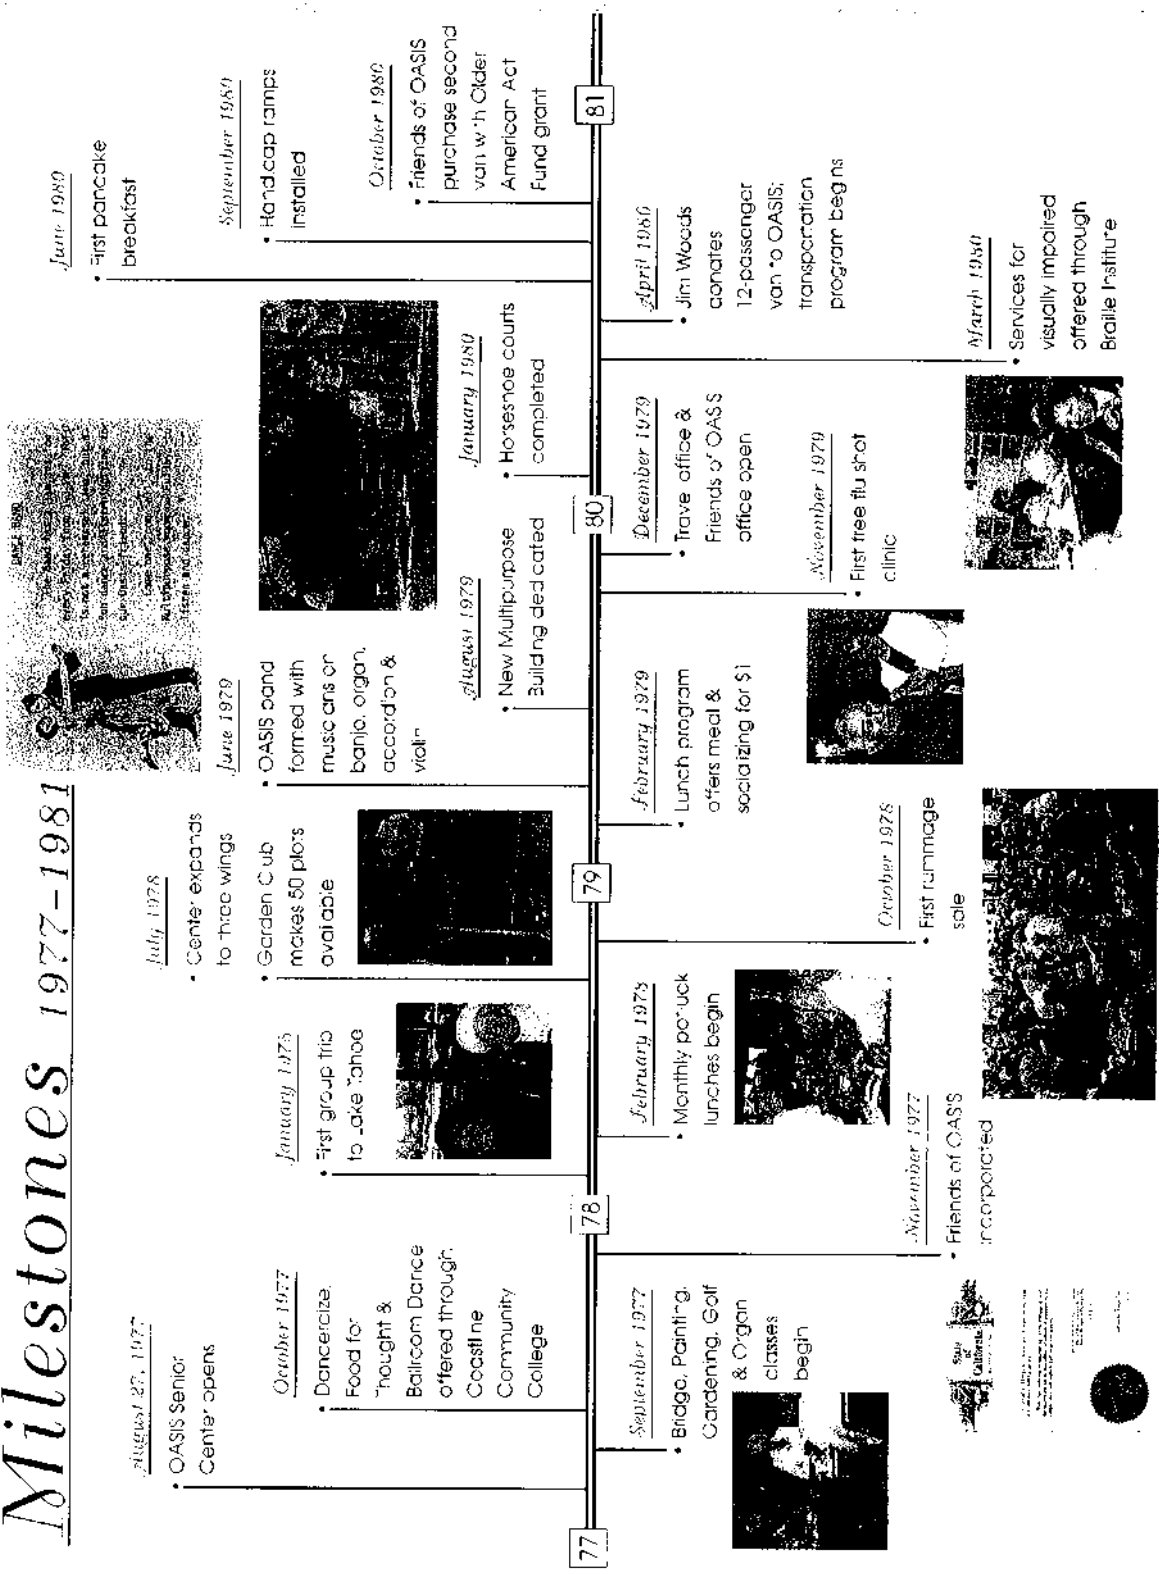 Milestones 1977-1981
August 27, 1977
• OASIS Senior
Center opens
October 1977
• Dancercize,
Food for
Thought &
Ballroom Dance
offered through
Coastline
Community
College
January 1978
• First group trip
to Lake Tahoe
July 1978
• Center expands
to three wings
• Garden Club
makes 50 plots
available
June 1979
• OASIS band
formed with
musicians on
banjo, organ,
accordion &
violin
DANCE BAND
August 1979
• New Multipurpose
Building dedicated
January 1980
• Horseshoe courts
completed
June 1980
• First pancake
breakfast
September 1980
• Handicap ramps
installed
October 1980
• Friends of OASIS
purchase second
van with Older
American Act
Fund grant
77
78
79
80
81
September 1977
• Bridge, Painting,
Gardening, Golf
& Organ
classes
begin
November 1977
• Friends of OASIS
incorporated
State
of
California
February 1978
• Monthly potluck
lunches begin
October 1978
• First rummage
sale
February 1979
• Lunch program
offers meal &
socializing for $1
November 1979
• First free flu shot
clinic
December 1979
• Travel office &
Friends of OASIS
office open
March 1980
• Services for
visually impaired
offered through
Braille Institute
April 1980
• Jim Woods
donates
12-passenger
van to OASIS;
transportation
program begins